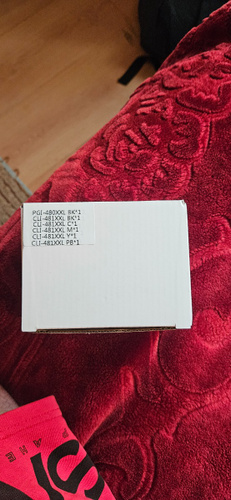 PGI-480XXL BK*1
CLI-481XXL BK*1
CLI-481XXL C*1
CLI-481XXL M*1
CLI-481XXL Y*1
CLI-481XXL PB*1